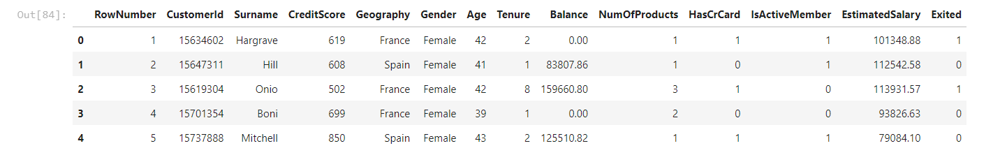 Out[84]: RowNumber CustomerId Surname CreditScore Geography Gender Age Tenure Balance NumOfProducts HasCrCard IsActiveMember EstimatedSalary Exited
0 1 15634602 Hargrave 619 France Female 42 2 0.00 1 1 1 101348.88 1
1 2 15647311 Hill 608 Spain Female 41 1 83807.86 1 0 1 112542.58 0
2 3 15619304 Onio 502 France Female 42 8 159660.80 3 1 0 113931.57 1
3 4 15701354 Boni 699 France Female 39 1 0.00 2 0 0 93826.63 0
4 5 15737888 Mitchell 850 Spain Female 43 2 125510.82 1 1 1 79084.10 0